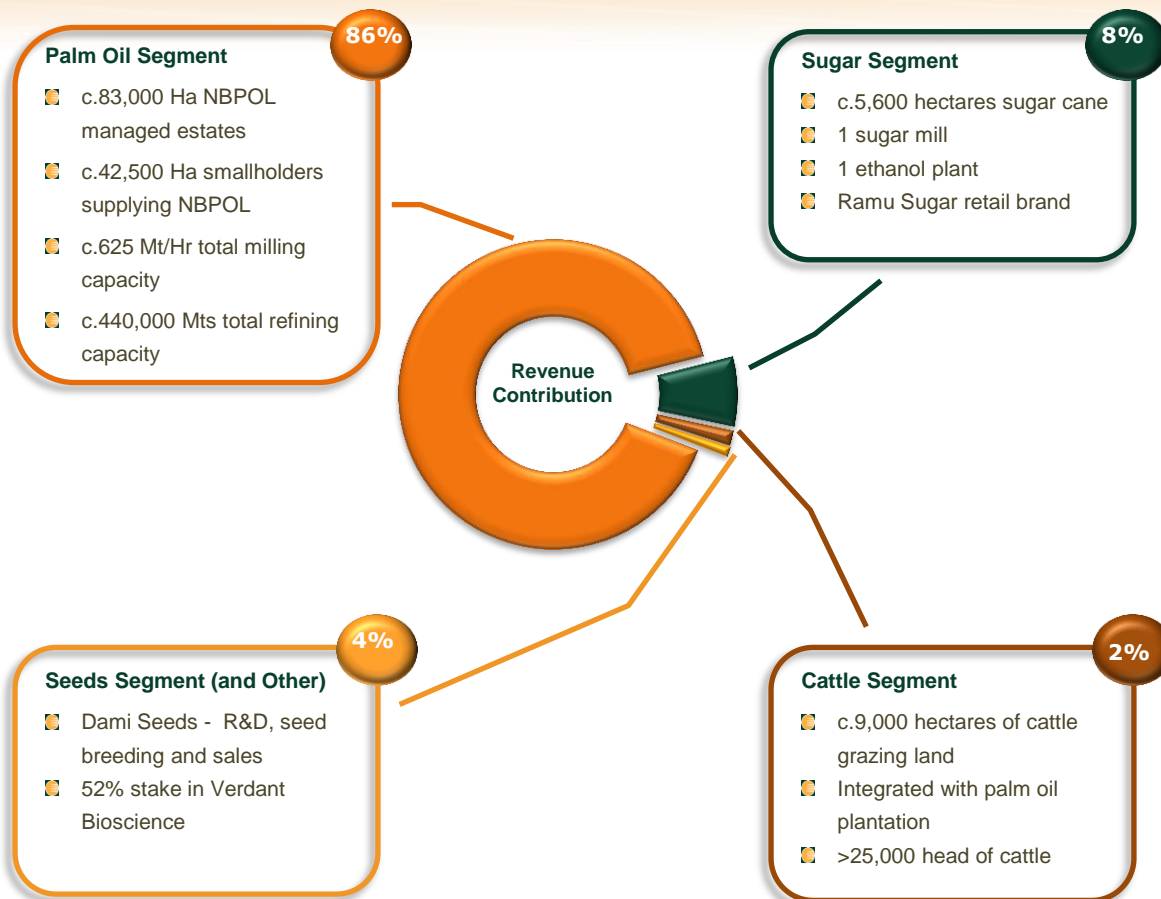 86%
Palm Oil Segment
c.83,000 Ha NBPOL
managed estates
c.42,500 Ha smallholders
supplying NBPOL
c.625 Mt/Hr total milling
capacity
c.440,000 Mts total refining
capacity
8%
Sugar Segment
c.5,600 hectares sugar cane
1 sugar mill
1 ethanol plant
Ramu Sugar retail brand
Revenue
Contribution
4%
Seeds Segment (and Other)
Dami Seeds - R&D, seed
breeding and sales
52% stake in Verdant
Bioscience
2%
Cattle Segment
c.9,000 hectares of cattle
grazing land
Integrated with palm oil
plantation
>25,000 head of cattle